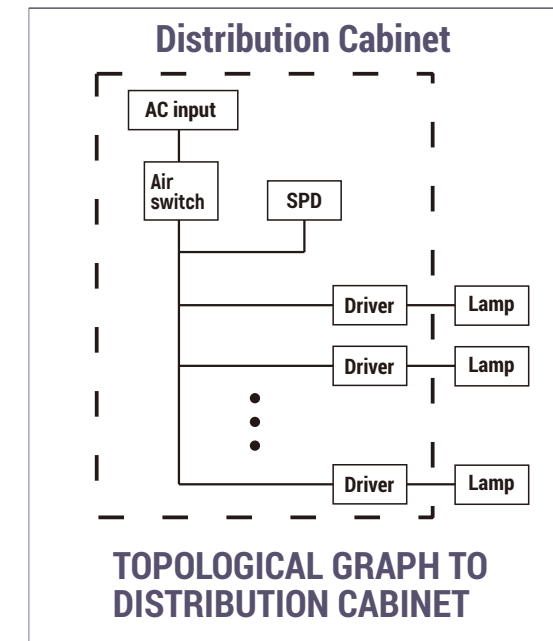 Distribution Cabinet
AC input
Air
switch
SPD
Driver
Lamp
Driver
Lamp
Driver
Lamp
TOPOLOGICAL GRAPH TO
DISTRIBUTION CABINET